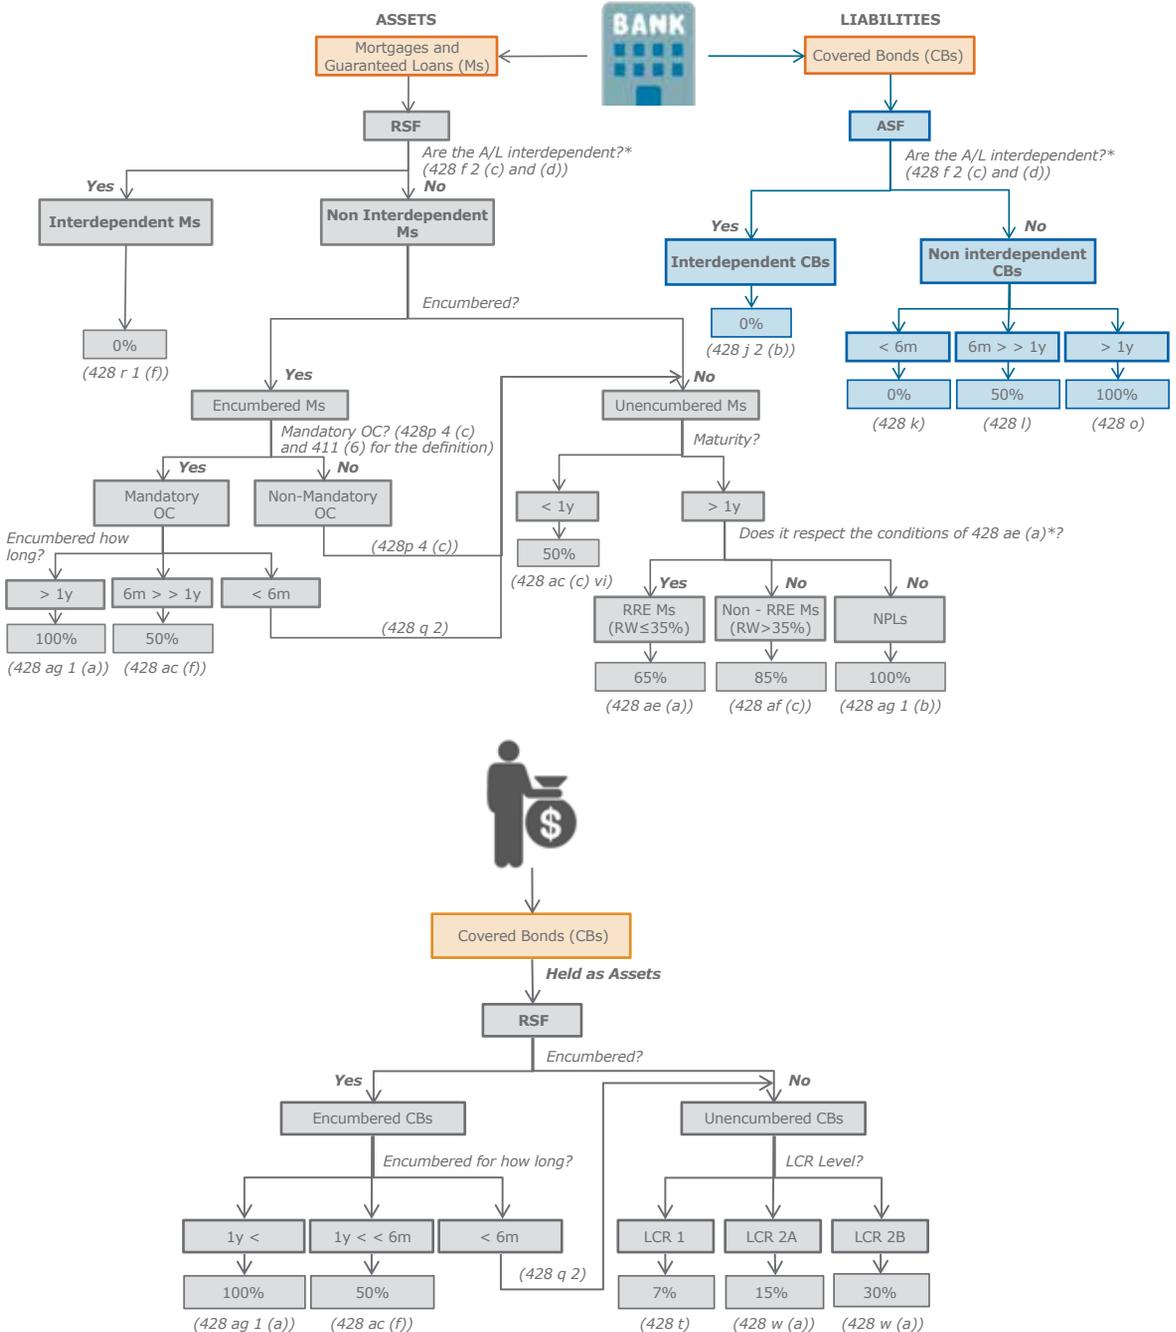 ASSETS
LIABILITIES
BANK
Mortgages and
Guaranteed Loans (Ms)
Covered Bonds (CBs)
RSF
ASF
Are the A/L interdependent?*
(428 f 2 (c) and (d))
Are the A/L interdependent?*
(428 f 2 (c) and (d))
Yes
No
Interdependent Ms
Non Interdependent
Ms
Yes
No
Interdependent CBs
Non interdependent
CBs
Encumbered?
0%
(428 r 1 (f))
0%
(428 j 2 (b))
< 6m
6m > > 1y
> 1y
0%
50%
100%
(428 k)
(428 l)
(428 o)
Yes
No
Encumbered Ms
Unencumbered Ms
Mandatory OC? (428p 4 (c)
and 411 (6) for the definition)
Maturity?
Yes
No
Mandatory
OC
Non-Mandatory
OC
< 1y
> 1y
Encumbered how
long?
(428p 4 (c))
Does it respect the conditions of 428 ae (a)*?
50%
(428 ac (c) vi)
> 1y
6m > > 1y
< 6m
Yes
No
No
RRE Ms
(RW≤35%)
Non - RRE Ms
(RW>35%)
NPLs
100%
50%
(428 q 2)
(428 ag 1 (a))
(428 ac (f))
65%
85%
100%
(428 ae (a))
(428 af (c))
(428 ag 1 (b))
$
Covered Bonds (CBs)
Held as Assets
RSF
Encumbered?
Yes
No
Encumbered CBs
Unencumbered CBs
Encumbered for how long?
LCR Level?
1y <
1y < < 6m
< 6m
LCR 1
LCR 2A
LCR 2B
(428 q 2)
100%
50%
7%
15%
30%
(428 ag 1 (a))
(428 ac (f))
(428 t)
(428 w (a))
(428 w (a))